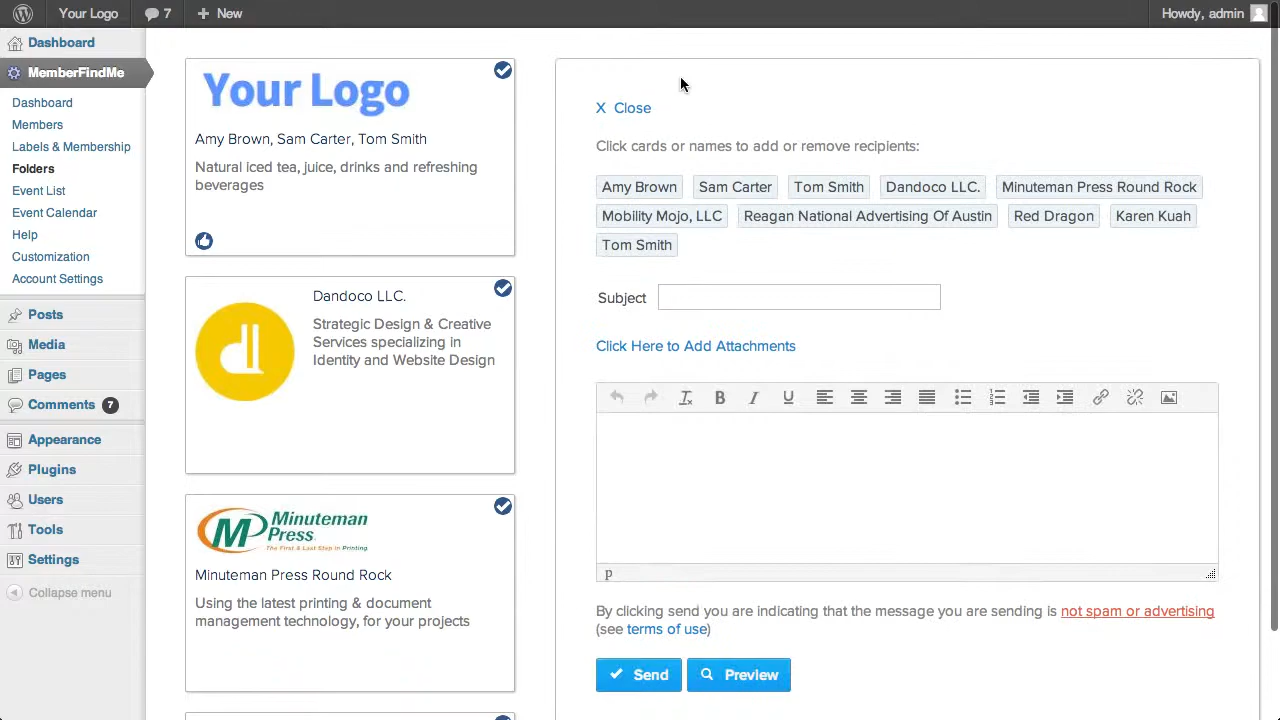 Your Logo
7
New
Howdy, admin
Dashboard
MemberFindMe
Dashboard
Members
Labels & Membership
Folders
Event List
Event Calendar
Help
Customization
Account Settings
Posts
Media
Pages
Comments 7
Appearance
Plugins
Users
Tools
Settings
Collapse menu
Your Logo
Amy Brown, Sam Carter, Tom Smith
Natural iced tea, juice, drinks and refreshing
beverages
Dandoco LLC.
Strategic Design & Creative
Services specializing in
Identity and Website Design
Minuteman
Press
The First & Last Step in Printing
Minuteman Press Round Rock
Using the latest printing & document
management technology, for your projects
X Close
Click cards or names to add or remove recipients:
Amy Brown Sam Carter Tom Smith Dandoco LLC. Minuteman Press Round Rock
Mobility Mojo, LLC Reagan National Advertising Of Austin Red Dragon Karen Kuah
Tom Smith
Subject
Click Here to Add Attachments
p
By clicking send you are indicating that the message you are sending is not spam or advertising
(see terms of use)
Send Preview